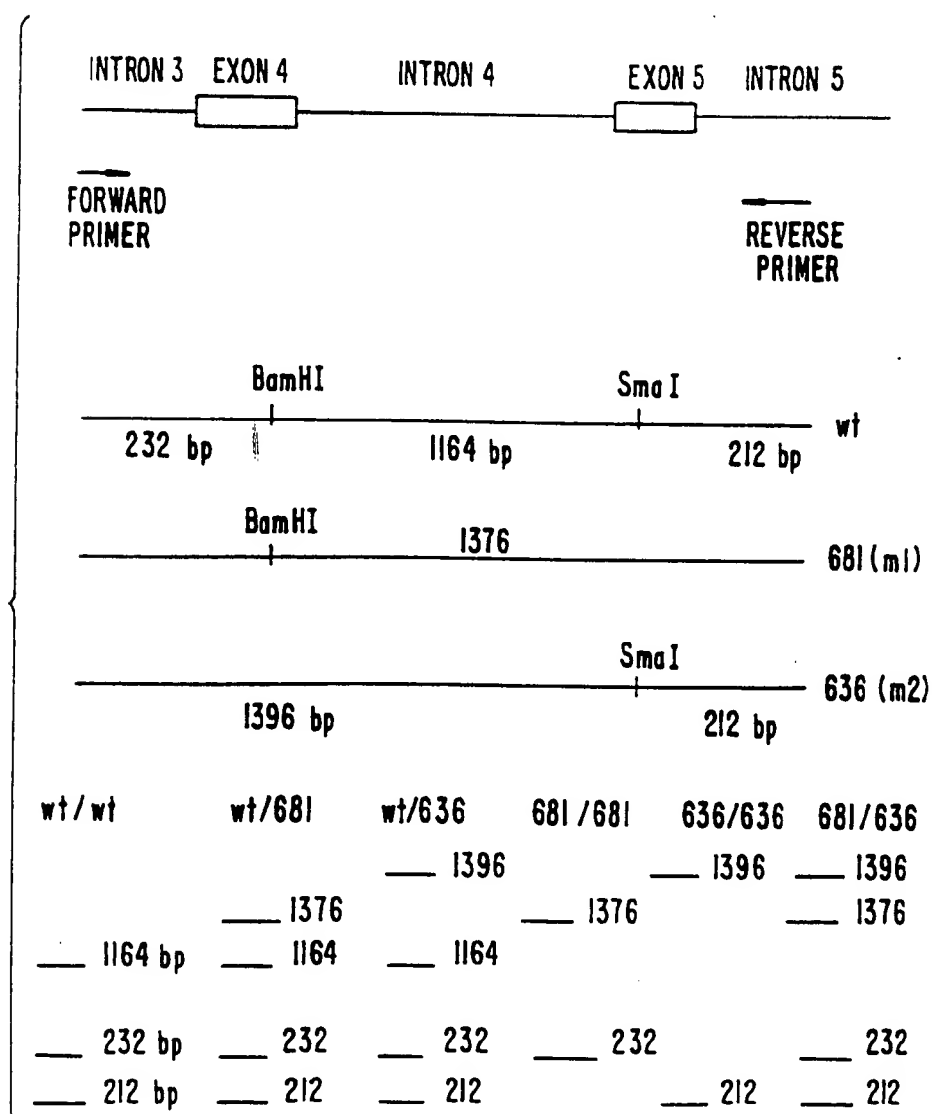 INTRON 3 EXON 4 INTRON 4 EXON 5 INTRON 5
FORWARD
PRIMER
REVERSE
PRIMER
BamHI SmaI
232 bp 1164 bp 212 bp wt
BamHI
1376 681 (m1)
SmaI
1396 bp 212 bp 636 (m2)
wt/wt wt/681 wt/636 681/681 636/636 681/636
1396 1396 1396
1376 1376 1376
1164 bp 1164 1164
232 bp 232 232 232 232
212 bp 212 212 212 212